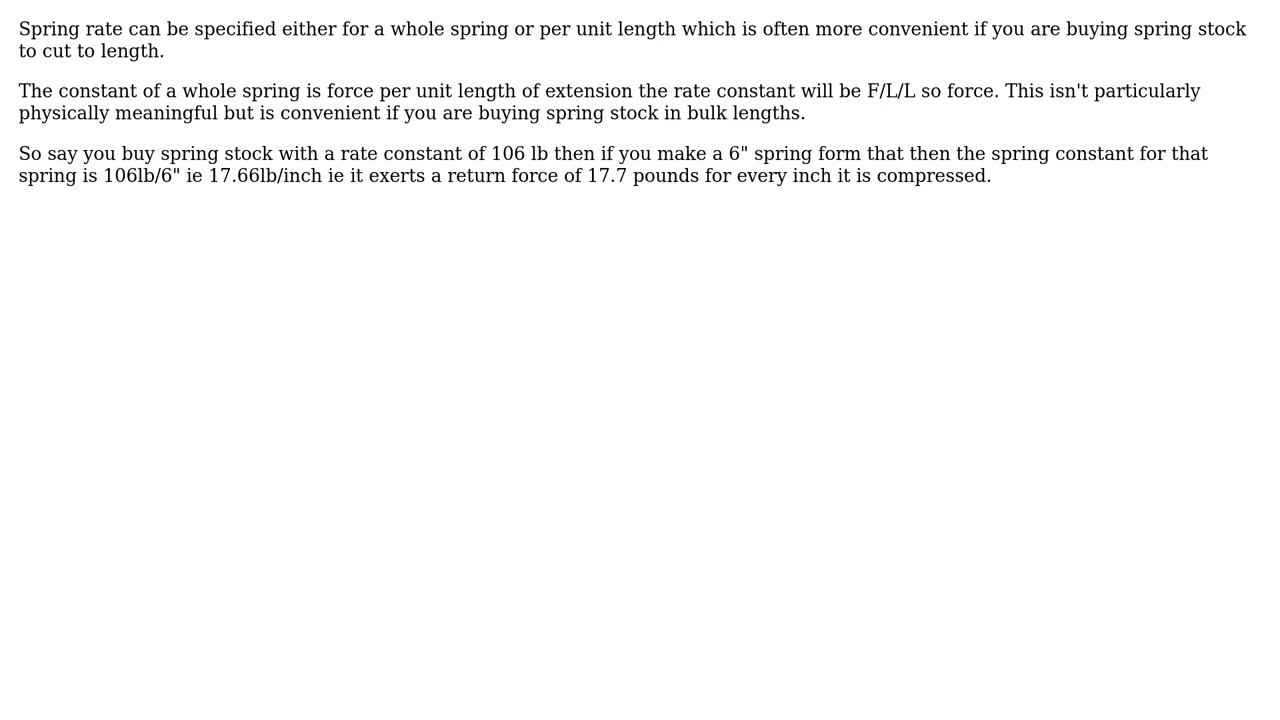 Spring rate can be specified either for a whole spring or per unit length which is often more convenient if you are buying spring stock
to cut to length.
The constant of a whole spring is force per unit length of extension the rate constant will be F/L/L so force. This isn't particularly
physically meaningful but is convenient if you are buying spring stock in bulk lengths.
So say you buy spring stock with a rate constant of 106 lb then if you make a 6" spring form that then the spring constant for that
spring is 106lb/6" ie 17.66lb/inch ie it exerts a return force of 17.7 pounds for every inch it is compressed.